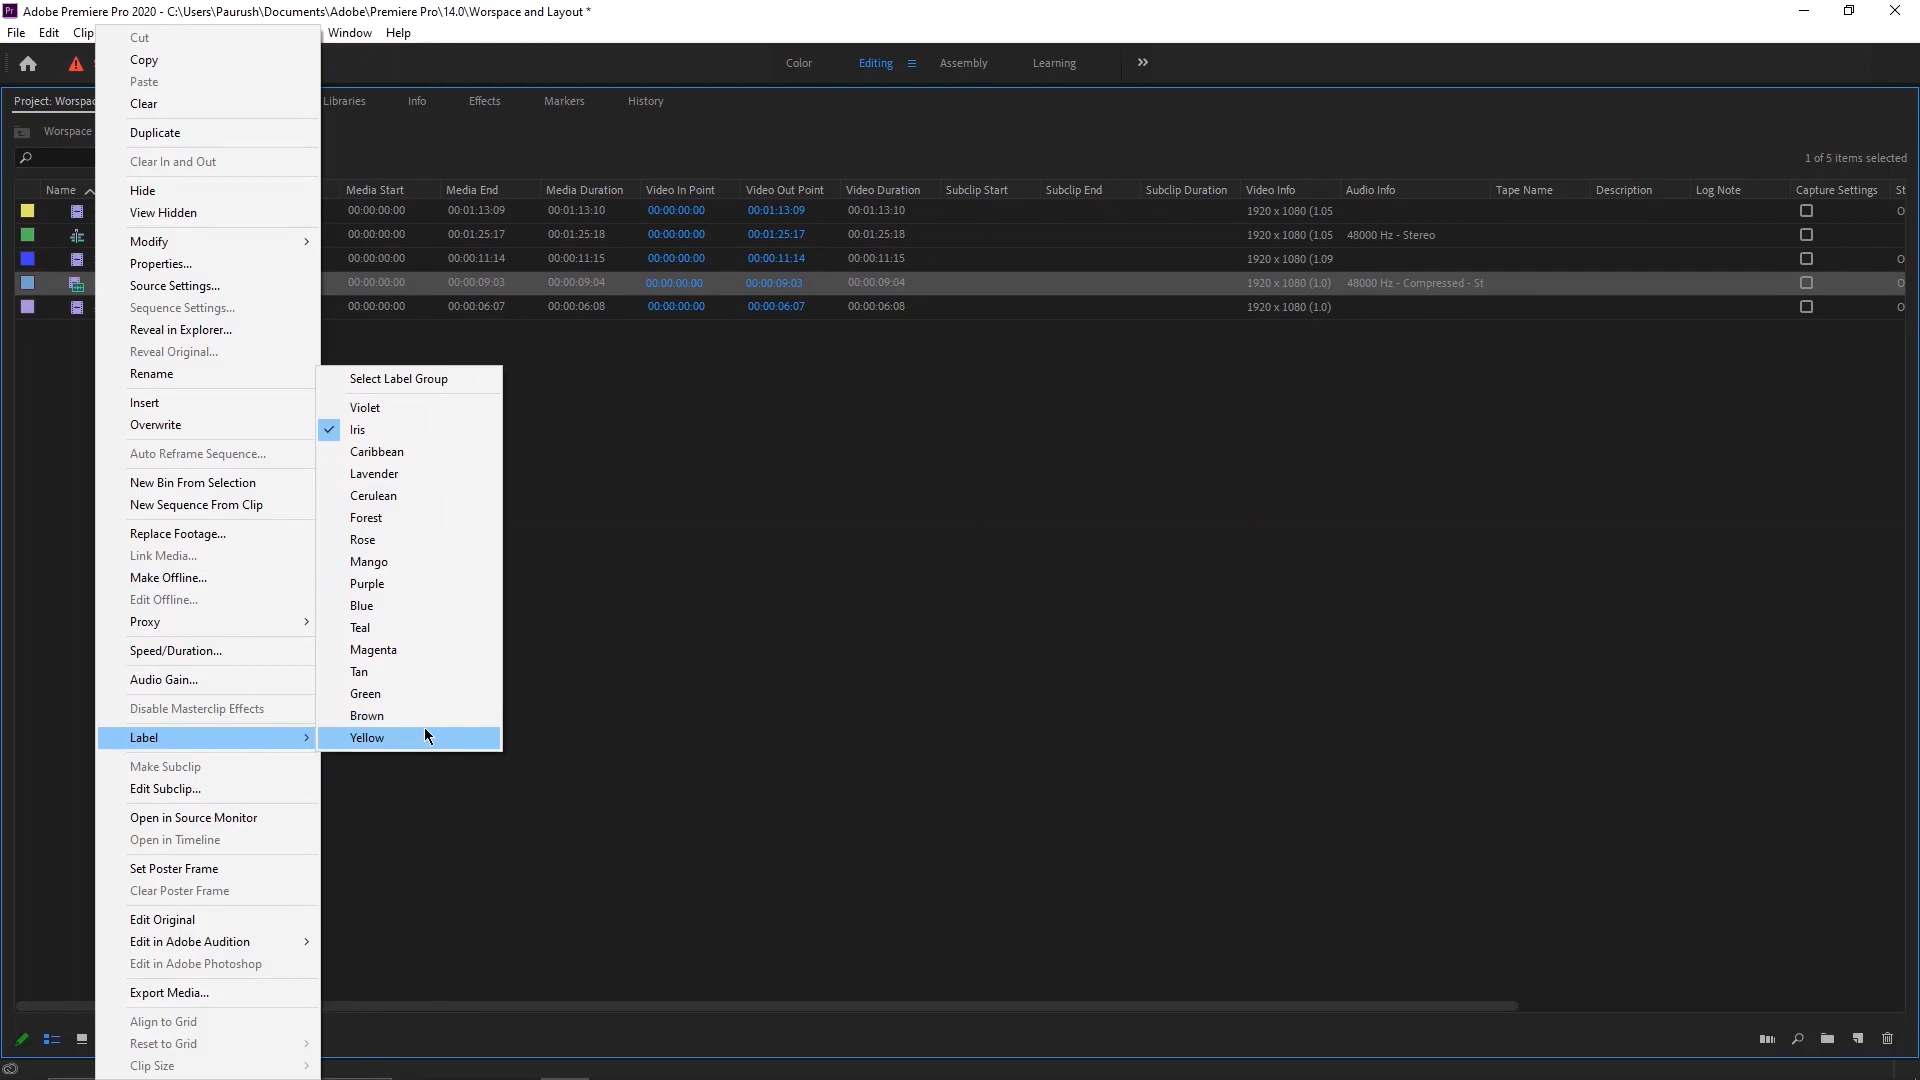 Pr Adobe Premiere Pro 2020 - C:\Users\Paurush\Documents\Adobe\Premiere Pro\14.0\Worspace and Layout *
File Edit Clip Window Help
Color Editing Assembly Learning
Project: Worspac Libraries Info Effects Markers History
Worspace
1 of 5 items selected
Name Media Start Media End Media Duration Video In Point Video Out Point Video Duration Subclip Start Subclip End Subclip Duration Video Info Audio Info Tape Name Description Log Note Capture Settings St
00:00:00:00 00:01:13:09 00:01:13:10 00:00:00:00 00:01:13:09 00:01:13:10 1920 x 1080 (1.05 O
00:00:00:00 00:01:25:17 00:01:25:18 00:00:00:00 00:01:25:17 00:01:25:18 1920 x 1080 (1.05 48000 Hz - Stereo
00:00:00:00 00:00:11:14 00:00:11:15 00:00:00:00 00:00:11:14 00:00:11:15 1920 x 1080 (1.09 O
00:00:00:00 00:00:09:03 00:00:09:04 00:00:00:00 00:00:09:03 00:00:09:04 1920 x 1080 (1.0) 48000 Hz - Compressed - St
00:00:00:00 00:00:06:07 00:00:06:08 00:00:00:00 00:00:06:07 00:00:06:08 1920 x 1080 (1.0) O
Cut
Copy
Paste
Clear
Duplicate
Clear In and Out
Hide
View Hidden
Modify
Properties...
Source Settings...
Sequence Settings...
Reveal in Explorer...
Reveal Original...
Rename
Insert
Overwrite
Auto Reframe Sequence...
New Bin From Selection
New Sequence From Clip
Replace Footage...
Link Media...
Make Offline...
Edit Offline...
Proxy
Speed/Duration...
Audio Gain...
Disable Masterclip Effects
Label
Make Subclip
Edit Subclip...
Open in Source Monitor
Open in Timeline
Set Poster Frame
Clear Poster Frame
Edit Original
Edit in Adobe Audition
Edit in Adobe Photoshop
Export Media...
Align to Grid
Reset to Grid
Clip Size
Select Label Group
Violet
Iris
Caribbean
Lavender
Cerulean
Forest
Rose
Mango
Purple
Blue
Teal
Magenta
Tan
Green
Brown
Yellow